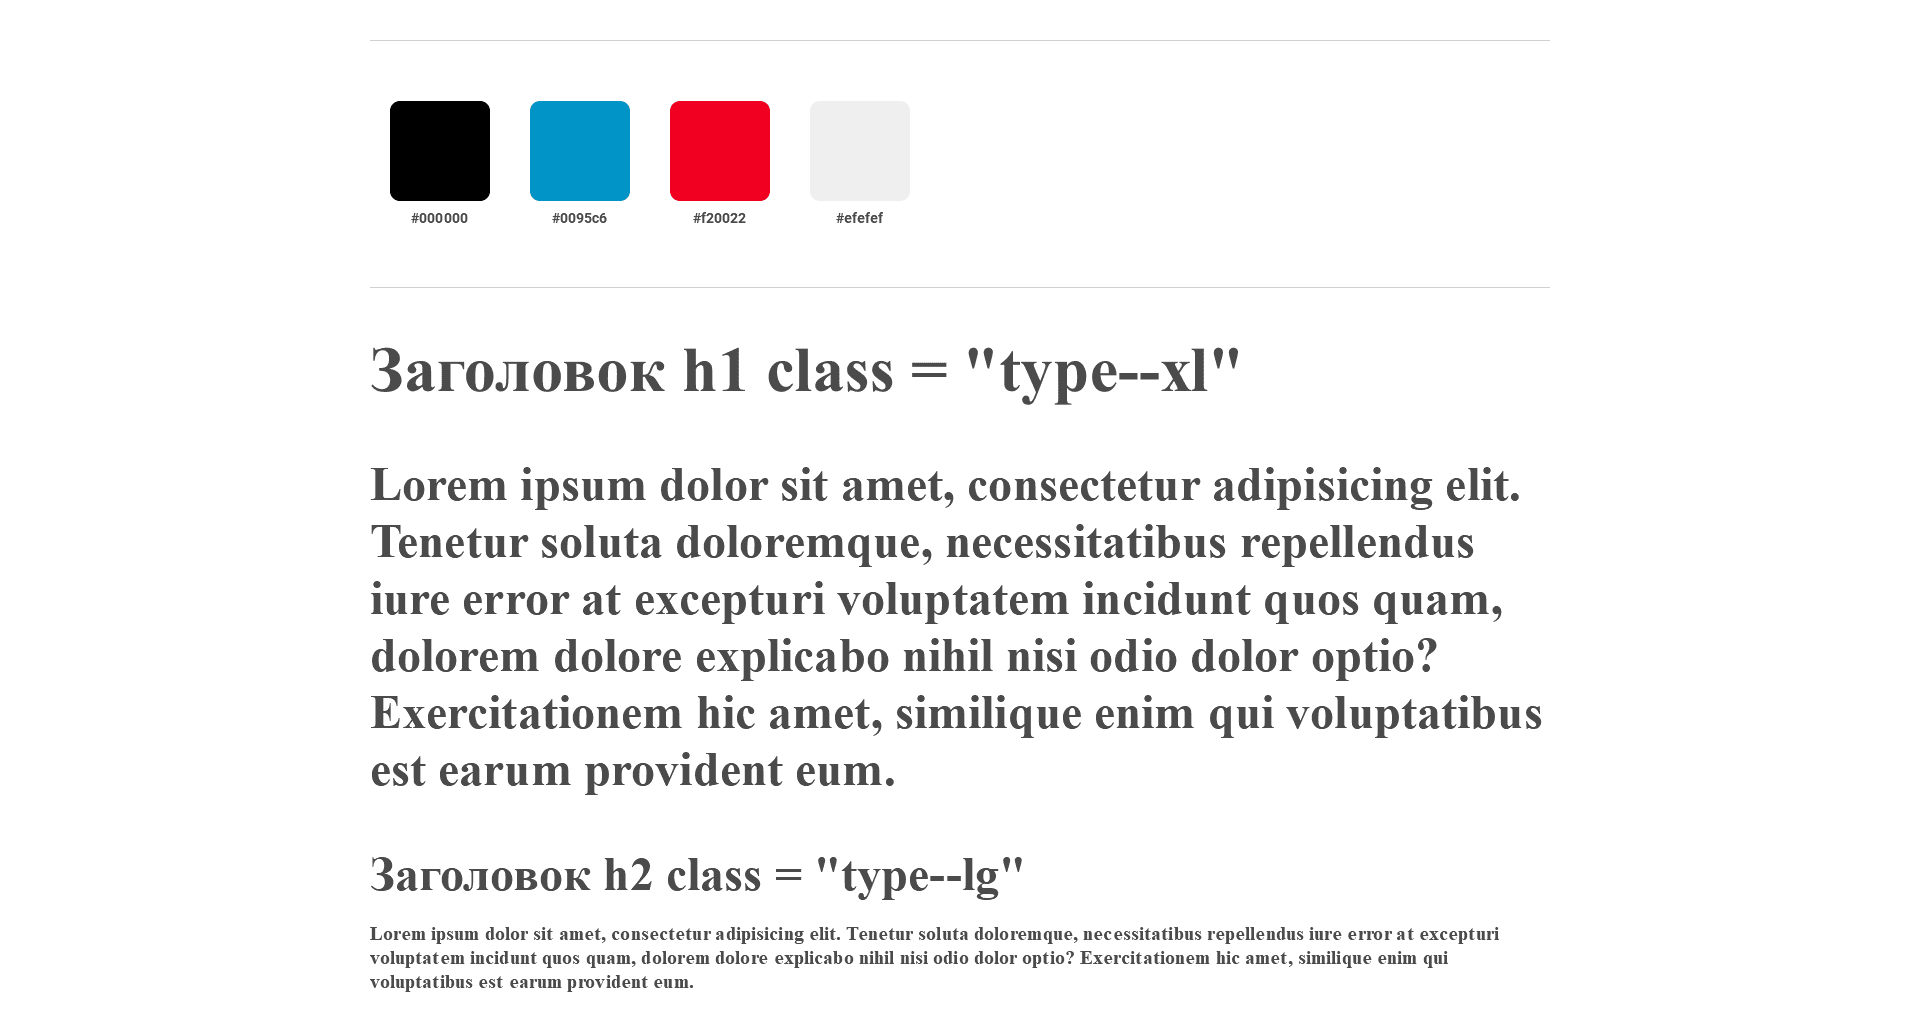 #000000 #0095c6 #f20022 #efefef
Заголовок h1 class = "type--xl"
Lorem ipsum dolor sit amet, consectetur adipisicing elit.
Tenetur soluta doloremque, necessitatibus repellendus
iure error at excepturi voluptatem incidunt quos quam,
dolorem dolore explicabo nihil nisi odio dolor optio?
Exercitationem hic amet, similique enim qui voluptatibus
est earum provident eum.
Заголовок h2 class = "type--lg"
Lorem ipsum dolor sit amet, consectetur adipisicing elit. Tenetur soluta doloremque, necessitatibus repellendus iure error at excepturi
voluptatem incidunt quos quam, dolorem dolore explicabo nihil nisi odio dolor optio? Exercitationem hic amet, similique enim qui
voluptatibus est earum provident eum.